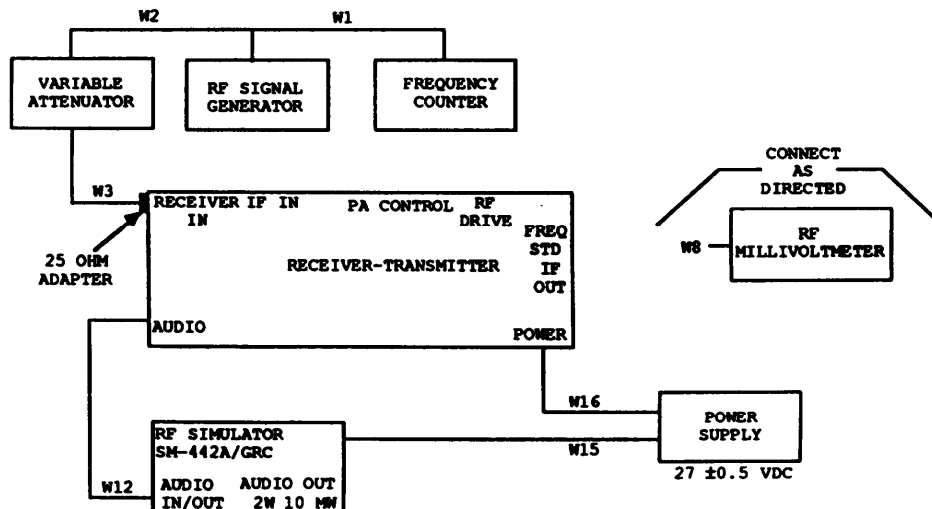 W2
W1
VARIABLE
ATTENUATOR
RF SIGNAL
GENERATOR
FREQUENCY
COUNTER
CONNECT
AS
DIRECTED
W3
RECEIVER
IN
IF IN
PA CONTROL
RF
DRIVE
FREQ
STD
IF
OUT
RECEIVER-TRANSMITTER
W8
RF
MILLIVOLTMETER
25 OHM
ADAPTER
AUDIO
POWER
W16
POWER
SUPPLY
27 ±0.5 VDC
W15
RF SIMULATOR
SM-442A/GRC
W12
AUDIO
IN/OUT
AUDIO OUT
2W 10 MW